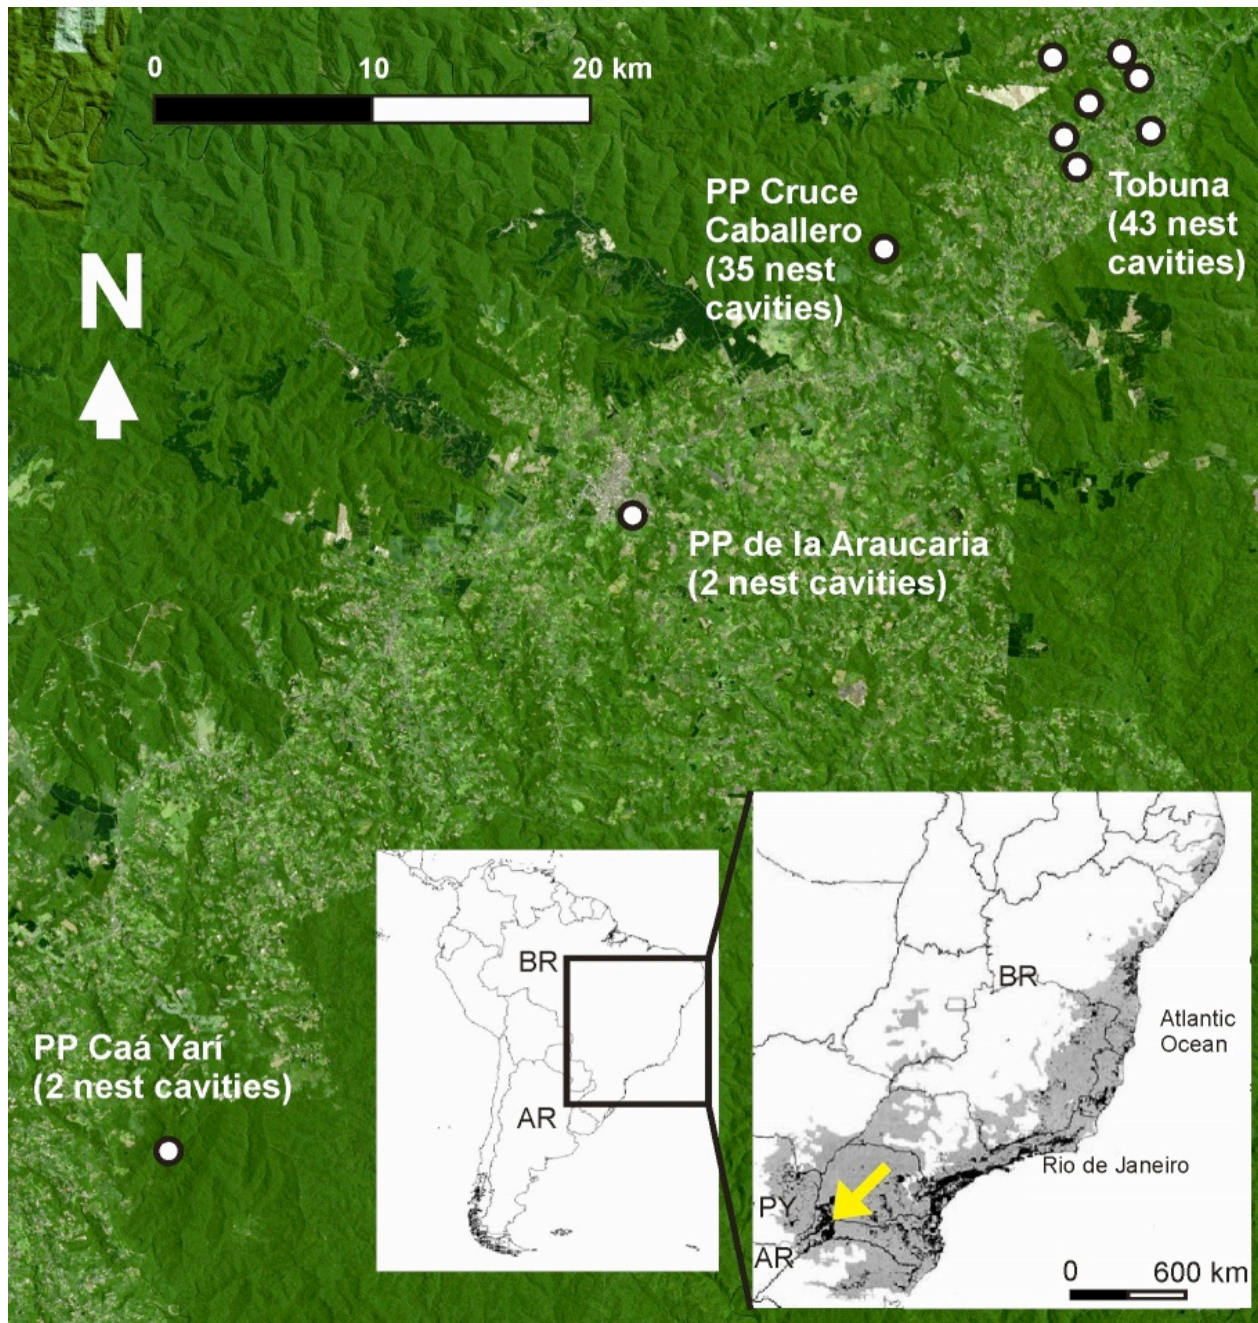 0 10 20 km
N
PP Cruce
Caballero
(35 nest
cavities)
Tobuna
(43 nest
cavities)
PP de la Araucaria
(2 nest cavities)
PP Caá Yarí
(2 nest cavities)
BR
AR
BR
Atlantic
Ocean
Rio de Janeiro
PY
AR
0 600 km